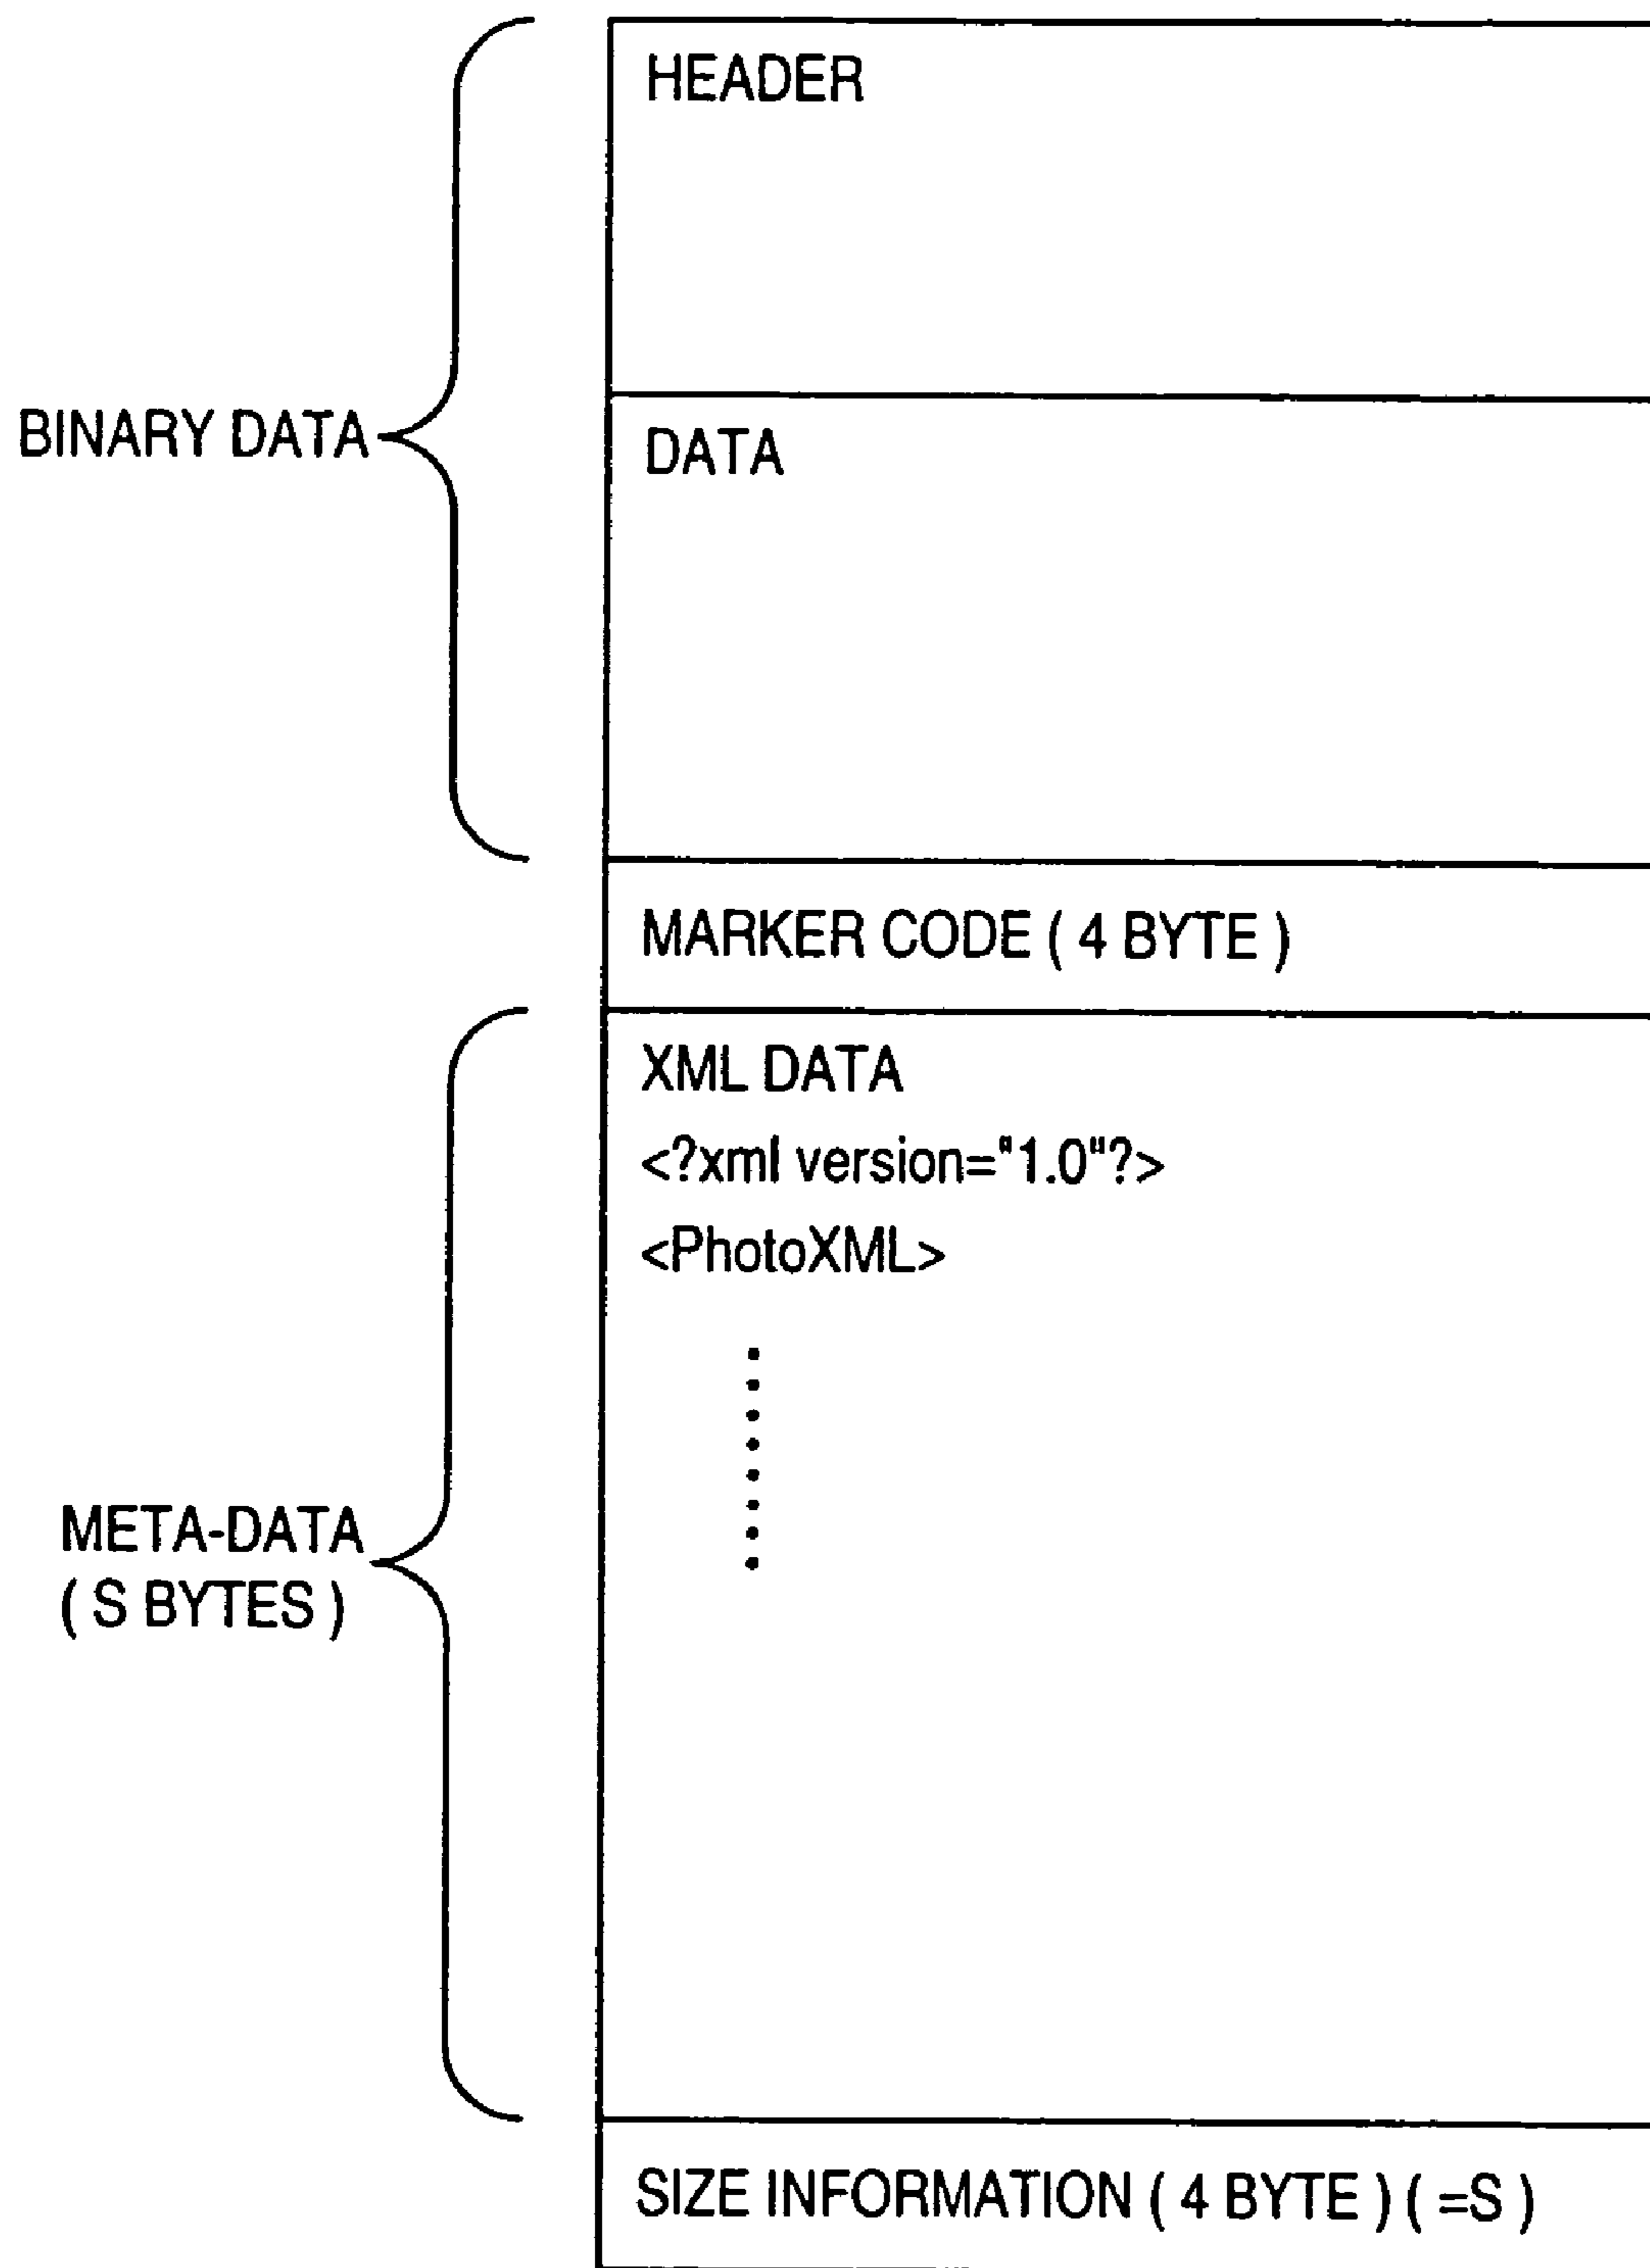 HEADER
BINARY DATA
DATA
MARKER CODE ( 4 BYTE )
XML DATA
<?xml version="1.0"?>
<PhotoXML>
META-DATA
( S BYTES )
SIZE INFORMATION ( 4 BYTE ) ( =S )